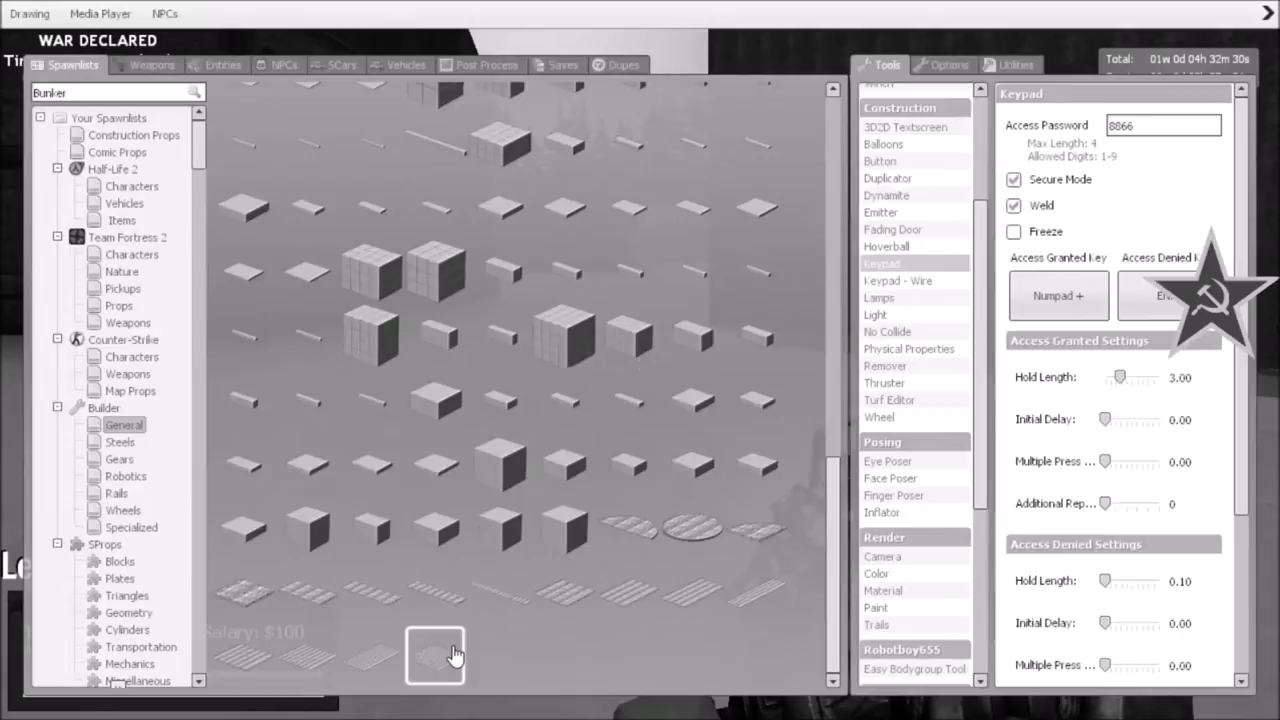 Drawing Media Player NPCs
WAR DECLARED
Spawnlists Weapons Entities NPCs SCars Vehicles Post Process Saves Dupes
Tools Options Utilities
Total: 01w 0d 04h 32m 30s
Bunker
Your Spawnlists
Construction Props
Comic Props
Half-Life 2
Characters
Vehicles
Items
Team Fortress 2
Characters
Nature
Pickups
Props
Weapons
Counter-Strike
Characters
Weapons
Map Props
Builder
General
Steels
Gears
Robotics
Rails
Wheels
Specialized
SProps
Blocks
Plates
Triangles
Geometry
Cylinders
Transportation
Mechanics
Miscellaneous
Salary: $100
Construction
3D2D Textscreen
Balloons
Button
Duplicator
Dynamite
Emitter
Fading Door
Hoverball
Keypad
Keypad - Wire
Lamps
Light
No Collide
Physical Properties
Remover
Thruster
Turf Editor
Wheel
Posing
Eye Poser
Face Poser
Finger Poser
Inflator
Render
Camera
Color
Material
Paint
Trails
Robotboy655
Easy Bodygroup Tool
Keypad
Access Password 8866
Max Length: 4
Allowed Digits: 1-9
Secure Mode
Weld
Freeze
Access Granted Key Access Denied K
Numpad +
Access Granted Settings
Hold Length: 3.00
Initial Delay: 0.00
Multiple Press ... 0.00
Additional Rep... 0
Access Denied Settings
Hold Length: 0.10
Initial Delay: 0.00
Multiple Press ... 0.00